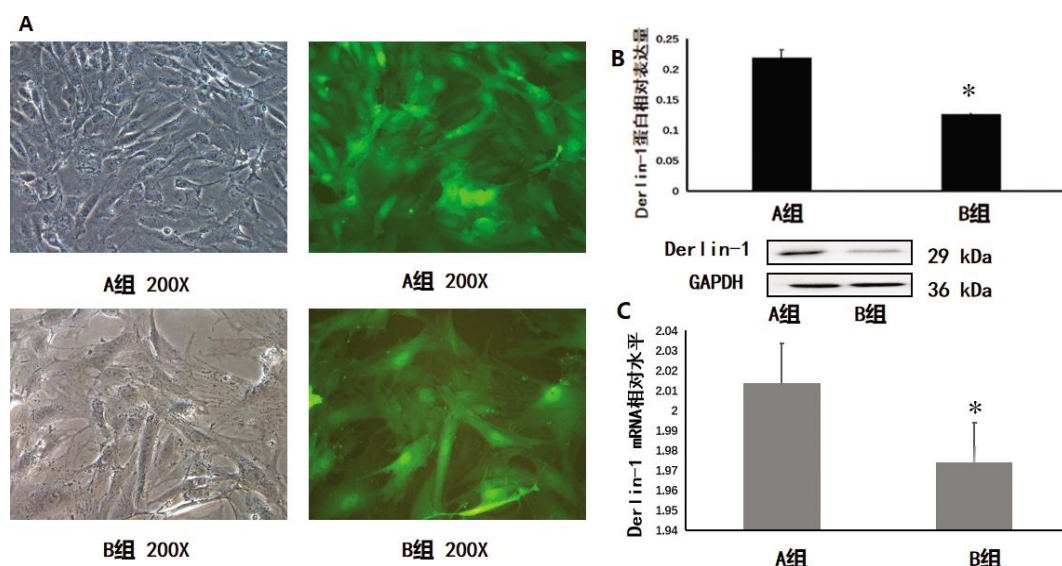 A
A组 200X
A组 200X
B组 200X
B组 200X
B
Derlin-1蛋白相对表达量
0.25
0.2
0.15
0.1
0.05
0
*
A组
B组
Derlin-1
29 kDa
GAPDH
36 kDa
A组
B组
C
Derlin-1 mRNA相对水平
2.04
2.03
2.02
2.01
2
1.99
1.98
1.97
1.96
1.95
1.94
*
A组
B组